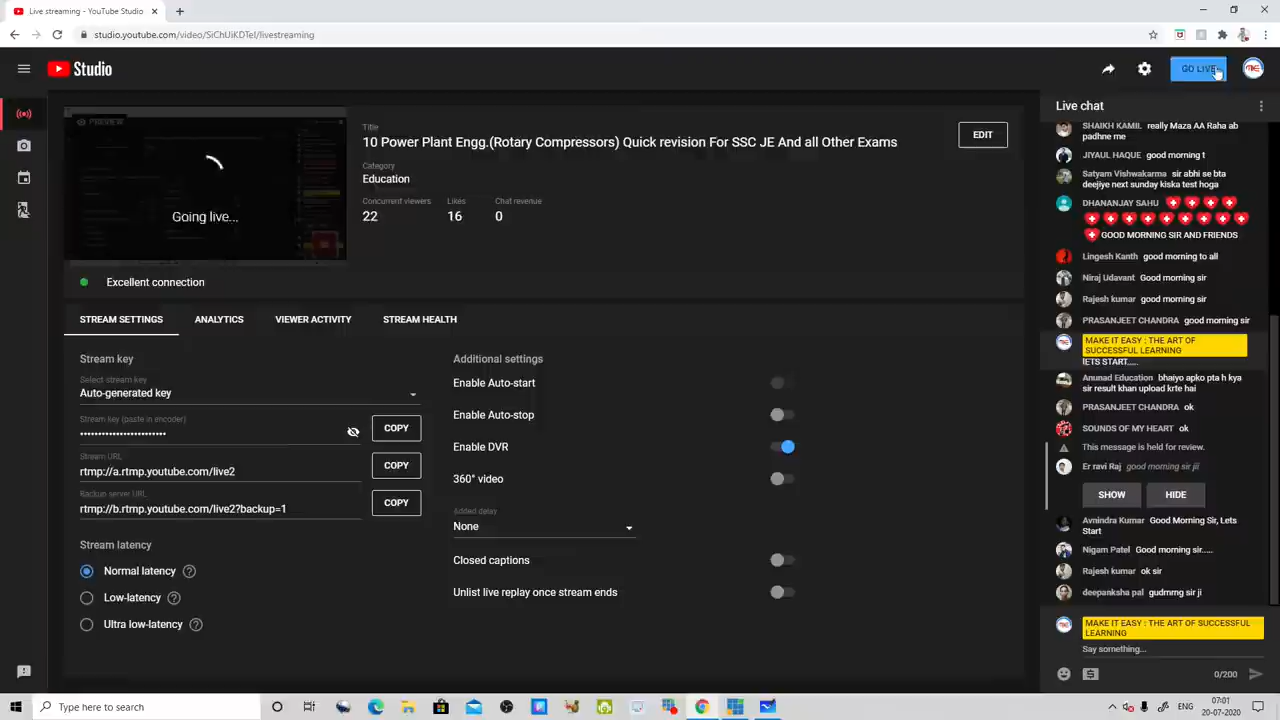 Live streaming - YouTube Studio
studio.youtube.com/video/SiChUiKDTeI/livestreaming
Studio
GO LIVE
PREVIEW
Going live...
Title
10 Power Plant Engg.(Rotary Compressors) Quick revision For SSC JE And all Other Exams
EDIT
Category
Education
Concurrent viewers
Likes
Chat revenue
22
16
0
Excellent connection
STREAM SETTINGS
ANALYTICS
VIEWER ACTIVITY
STREAM HEALTH
Stream key
Select stream key
Auto-generated key
Stream key (paste in encoder)
COPY
Stream URL
rtmp://a.rtmp.youtube.com/live2
COPY
Backup server URL
rtmp://b.rtmp.youtube.com/live2?backup=1
COPY
Stream latency
Normal latency
Low-latency
Ultra low-latency
Additional settings
Enable Auto-start
Enable Auto-stop
Enable DVR
360° video
Added delay
None
Closed captions
Unlist live replay once stream ends
Live chat
SHAIKH KAMIL really Maza AA Raha ab
padhne me
JIYAUL HAQUE good morning t
Satyam Vishwakarma sir abhi se bta
deejiye next sunday kiska test hoga
DHANANJAY SAHU
GOOD MORNING SIR AND FRIENDS
Lingesh Kanth good morning to all
Niraj Udavant Good morning sir
Rajesh kumar good morning sir
PRASANJEET CHANDRA good morning sir
MAKE IT EASY : THE ART OF
SUCCESSFUL LEARNING
lETS START.....
Anunad Education bhaiyo apko pta h kya
sir result khan upload krte hai
PRASANJEET CHANDRA ok
SOUNDS OF MY HEART ok
This message is held for review.
Er ravi Raj good morning sir jii
SHOW
HIDE
Avnindra Kumar Good Morning Sir, Lets
Start
Nigam Patel Good morning sir.....
Rajesh kumar ok sir
deepanksha pal gudmrng sir ji
MAKE IT EASY : THE ART OF SUCCESSFUL
LEARNING
Say something...
0/200
Type here to search
07:01
20-07-2020